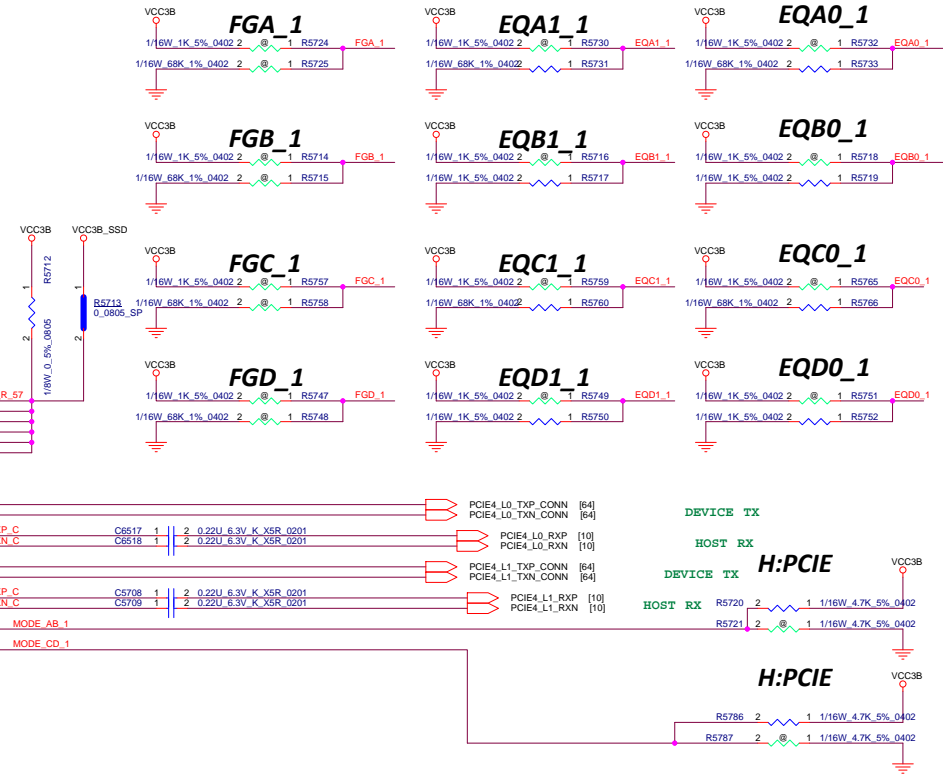 VCC3B FGA_1 VCC3B EQA1_1 VCC3B EQA0_1
1/16W_1K_5%_0402 2 @ 1 R5724 FGA_1 1/16W_1K_5%_0402 2 @ 1 R5730 EQA1_1 1/16W_1K_5%_0402 2 @ 1 R5732 EQA0_1
1/16W_68K_1%_0402 2 @ 1 R5725 1/16W_68K_1%_0402 2 1 R5731 1/16W_68K_1%_0402 2 1 R5733
VCC3B FGB_1 VCC3B EQB1_1 VCC3B EQB0_1
1/16W_1K_5%_0402 2 @ 1 R5714 FGB_1 1/16W_1K_5%_0402 2 @ 1 R5716 EQB1_1 1/16W_1K_5%_0402 2 @ 1 R5718 EQB0_1
1/16W_68K_1%_0402 2 @ 1 R5715 1/16W_1K_5%_0402 2 1 R5717 1/16W_1K_5%_0402 2 1 R5719
VCC3B VCC3B_SSD
VCC3B FGC_1 VCC3B EQC1_1 VCC3B EQC0_1
1/16W_1K_5%_0402 2 @ 1 R5757 FGC_1 1/16W_1K_5%_0402 2 @ 1 R5759 EQC1_1 1/16W_1K_5%_0402 2 @ 1 R5765 EQC0_1
1/16W_68K_1%_0402 2 @ 1 R5758 1/16W_68K_1%_0402 2 1 R5760 1/16W_68K_1%_0402 2 1 R5766
1 R5712 2 1/8W_0_5%_0805
1 R5713 2
0_0805_SP
VCC3B FGD_1 VCC3B EQD1_1 VCC3B EQD0_1
R_57
1/16W_1K_5%_0402 2 @ 1 R5747 FGD_1 1/16W_1K_5%_0402 2 @ 1 R5749 EQD1_1 1/16W_1K_5%_0402 2 @ 1 R5751 EQD0_1
1/16W_68K_1%_0402 2 @ 1 R5748 1/16W_1K_5%_0402 2 1 R5750 1/16W_1K_5%_0402 2 1 R5752
PCIE4_L0_TXP_CONN [64]
PCIE4_L0_TXN_CONN [64] DEVICE TX
XP_C C6517 1 2 0.22U_6.3V_K_X5R_0201 PCIE4_L0_RXP [10]
XN_C C6518 1 2 0.22U_6.3V_K_X5R_0201 PCIE4_L0_RXN [10] HOST RX
PCIE4_L1_TXP_CONN [64] H:PCIE VCC3B
PCIE4_L1_TXN_CONN [64] DEVICE TX
XP_C C5708 1 2 0.22U_6.3V_K_X5R_0201 PCIE4_L1_RXP [10]
XN_C C5709 1 2 0.22U_6.3V_K_X5R_0201 PCIE4_L1_RXN [10] HOST RX
R5720 2 1 1/16W_4.7K_5%_0402
MODE_AB_1 R5721 2 @ 1 1/16W_4.7K_5%_0402
MODE_CD_1
H:PCIE VCC3B
R5786 2 1 1/16W_4.7K_5%_0402
R5787 2 @ 1 1/16W_4.7K_5%_0402